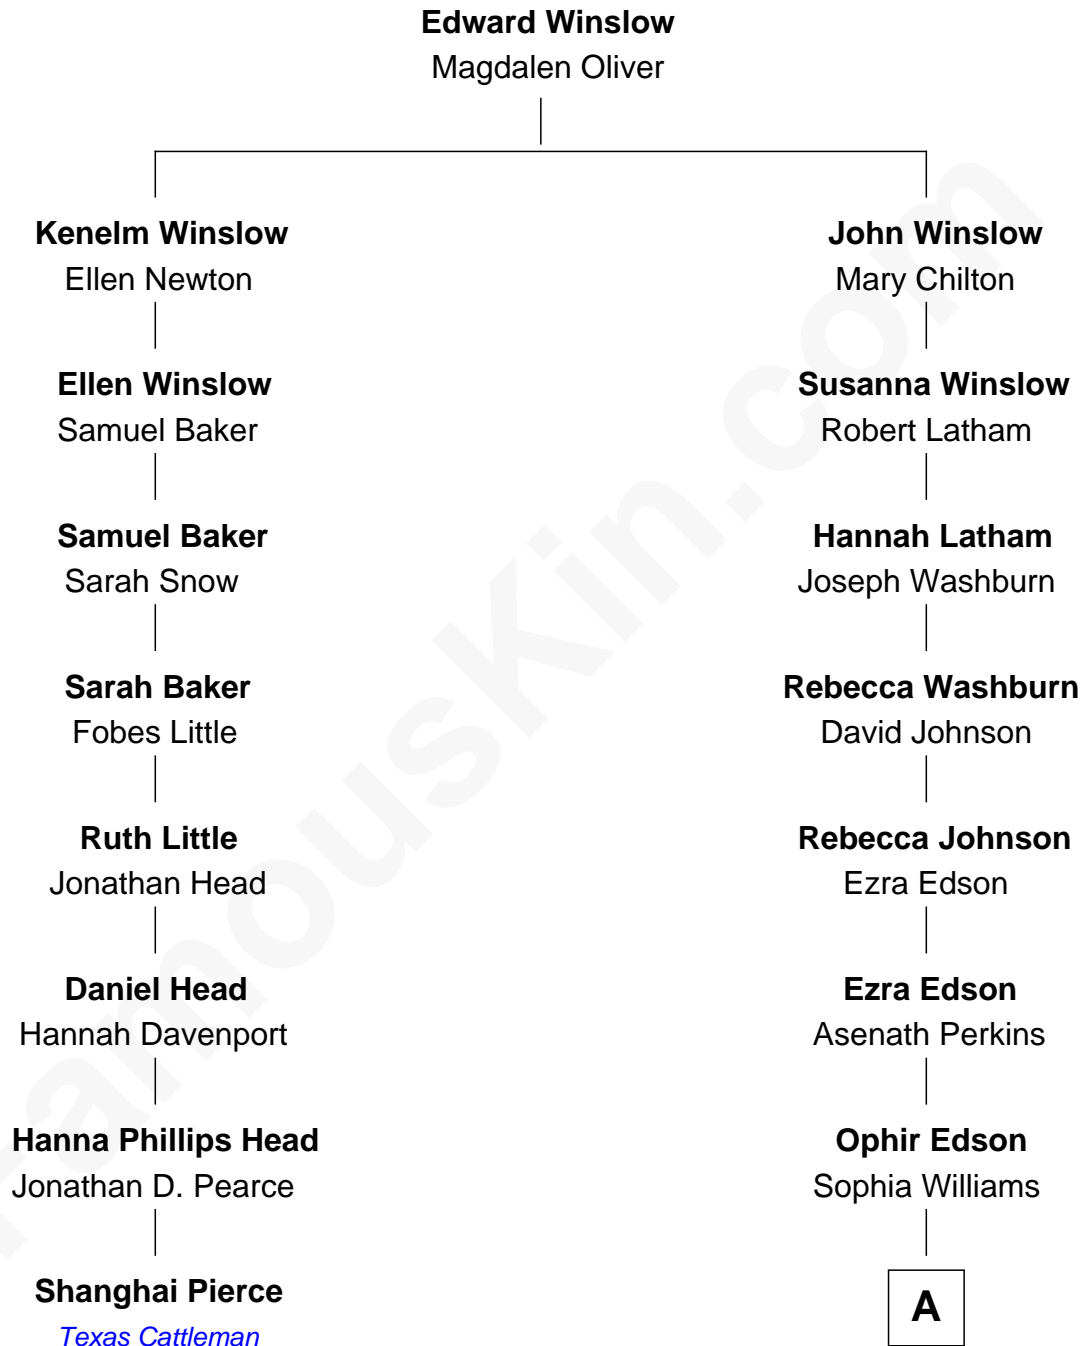 Edward Winslow
Magdalen Oliver
Kenelm Winslow
Ellen Newton
John Winslow
Mary Chilton
Ellen Winslow
Samuel Baker
Susanna Winslow
Robert Latham
Samuel Baker
Sarah Snow
Hannah Latham
Joseph Washburn
Sarah Baker
Fobes Little
Rebecca Washburn
David Johnson
Ruth Little
Jonathan Head
Rebecca Johnson
Ezra Edson
Daniel Head
Hannah Davenport
Ezra Edson
Asenath Perkins
Hanna Phillips Head
Jonathan D. Pearce
Ophir Edson
Sophia Williams
Shanghai Pierce
Texas Cattleman
A
FamousKin.com